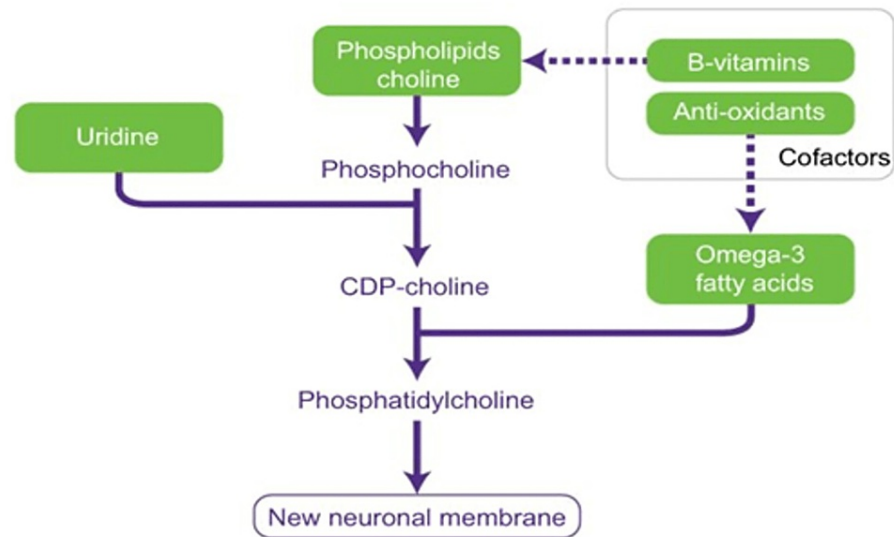 Phospholipids
choline
B-vitamins
Anti-oxidants
Cofactors
Uridine
Phosphocholine
Omega-3
fatty acids
CDP-choline
Phosphatidylcholine
New neuronal membrane